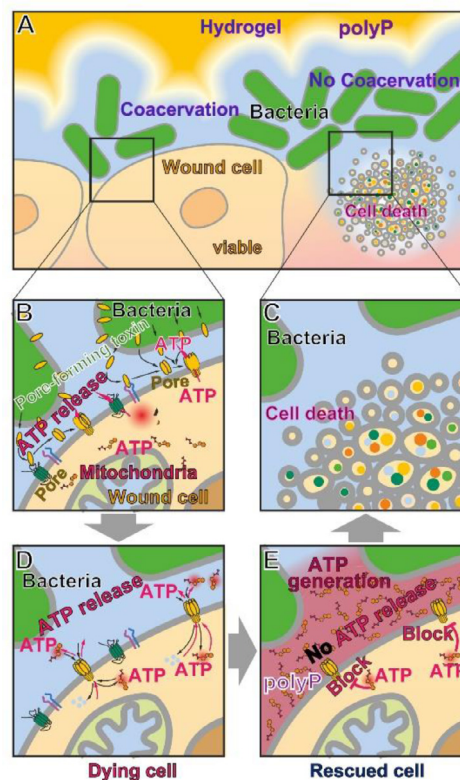 A
Hydrogel polyP
No Coacervation
Coacervation
Bacteria
Wound cell
Cell death
viable
B
Bacteria
Pore-forming toxin
ATP
Pore
ATP release
ATP
ATP
Pore
Mitochondria
Wound cell
C
Bacteria
Cell death
D
Bacteria
ATP
ATP release
ATP
ATP
ATP
Dying cell
E
ATP
generation
No ATP release
Block
polyP
Block
ATP
AT
Rescued cell